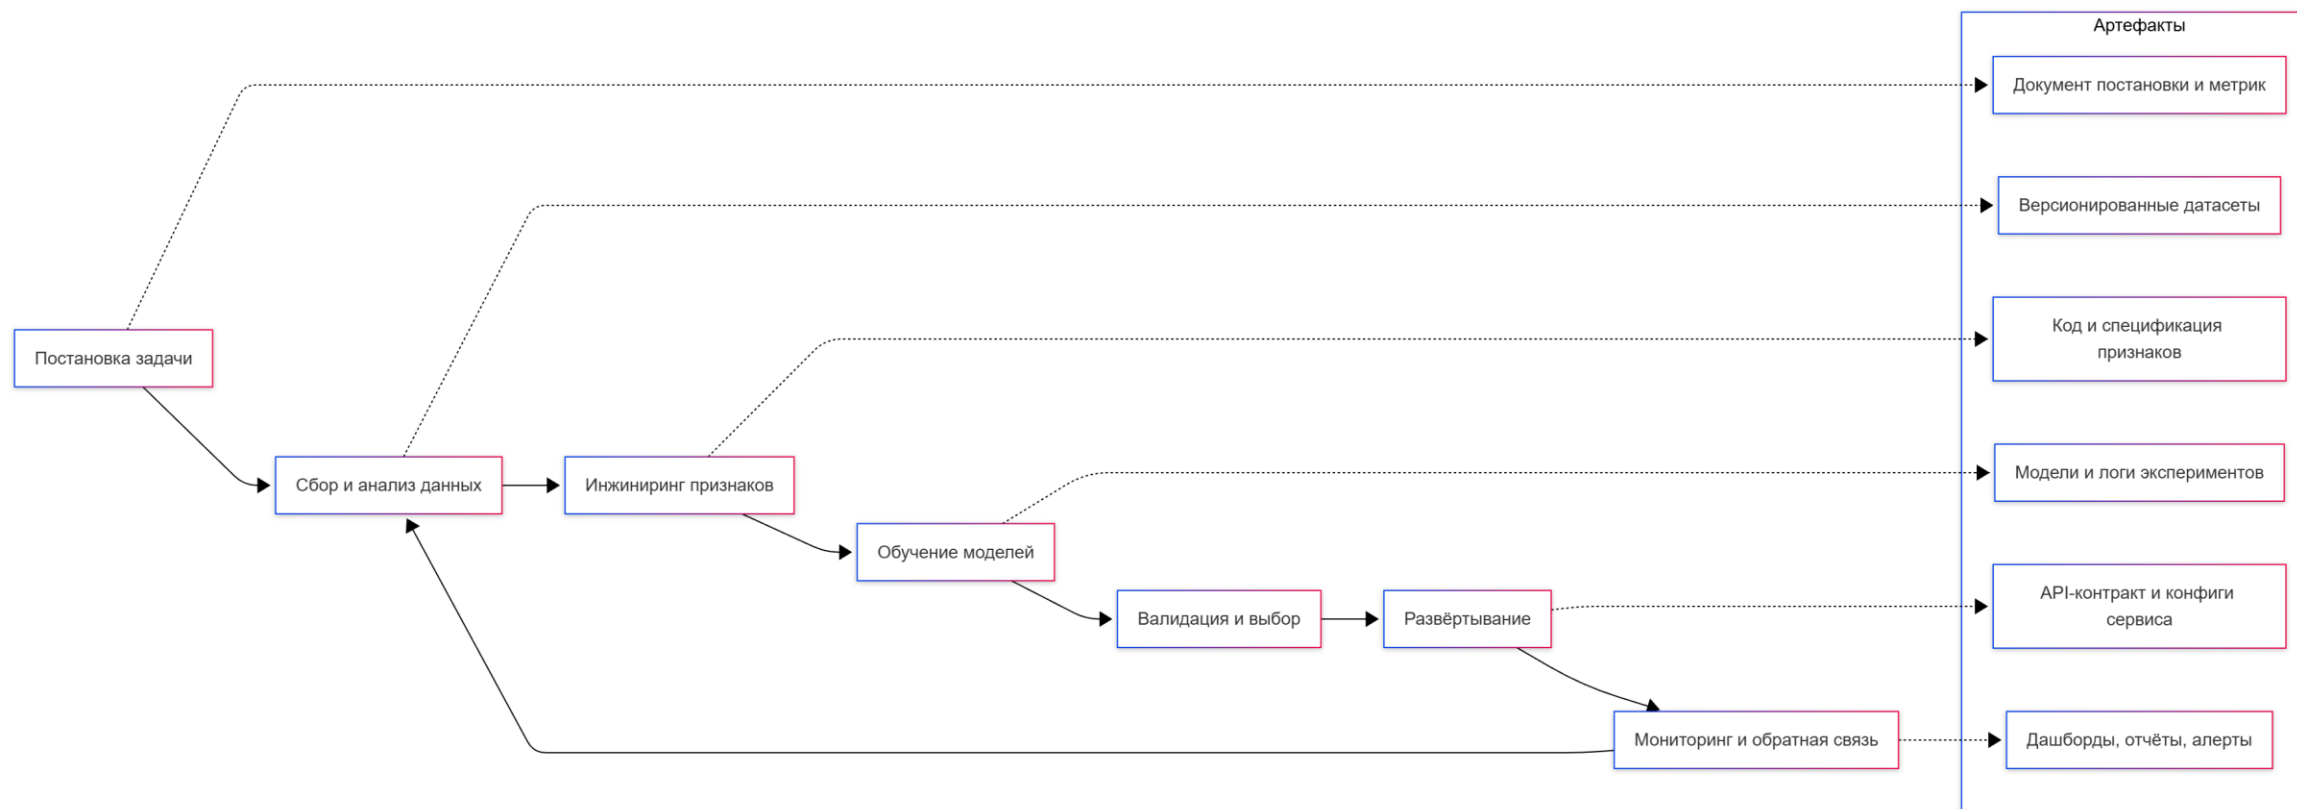 Артефакты
Документ постановки и метрик
Версионированные датасеты
Код и спецификация
признаков
Постановка задачи
Модели и логи экспериментов
Сбор и анализ данных
Инжиниринг признаков
Обучение моделей
API-контракт и конфиги
сервиса
Валидация и выбор
Развёртывание
Мониторинг и обратная связь
Дашборды, отчёты, алерты